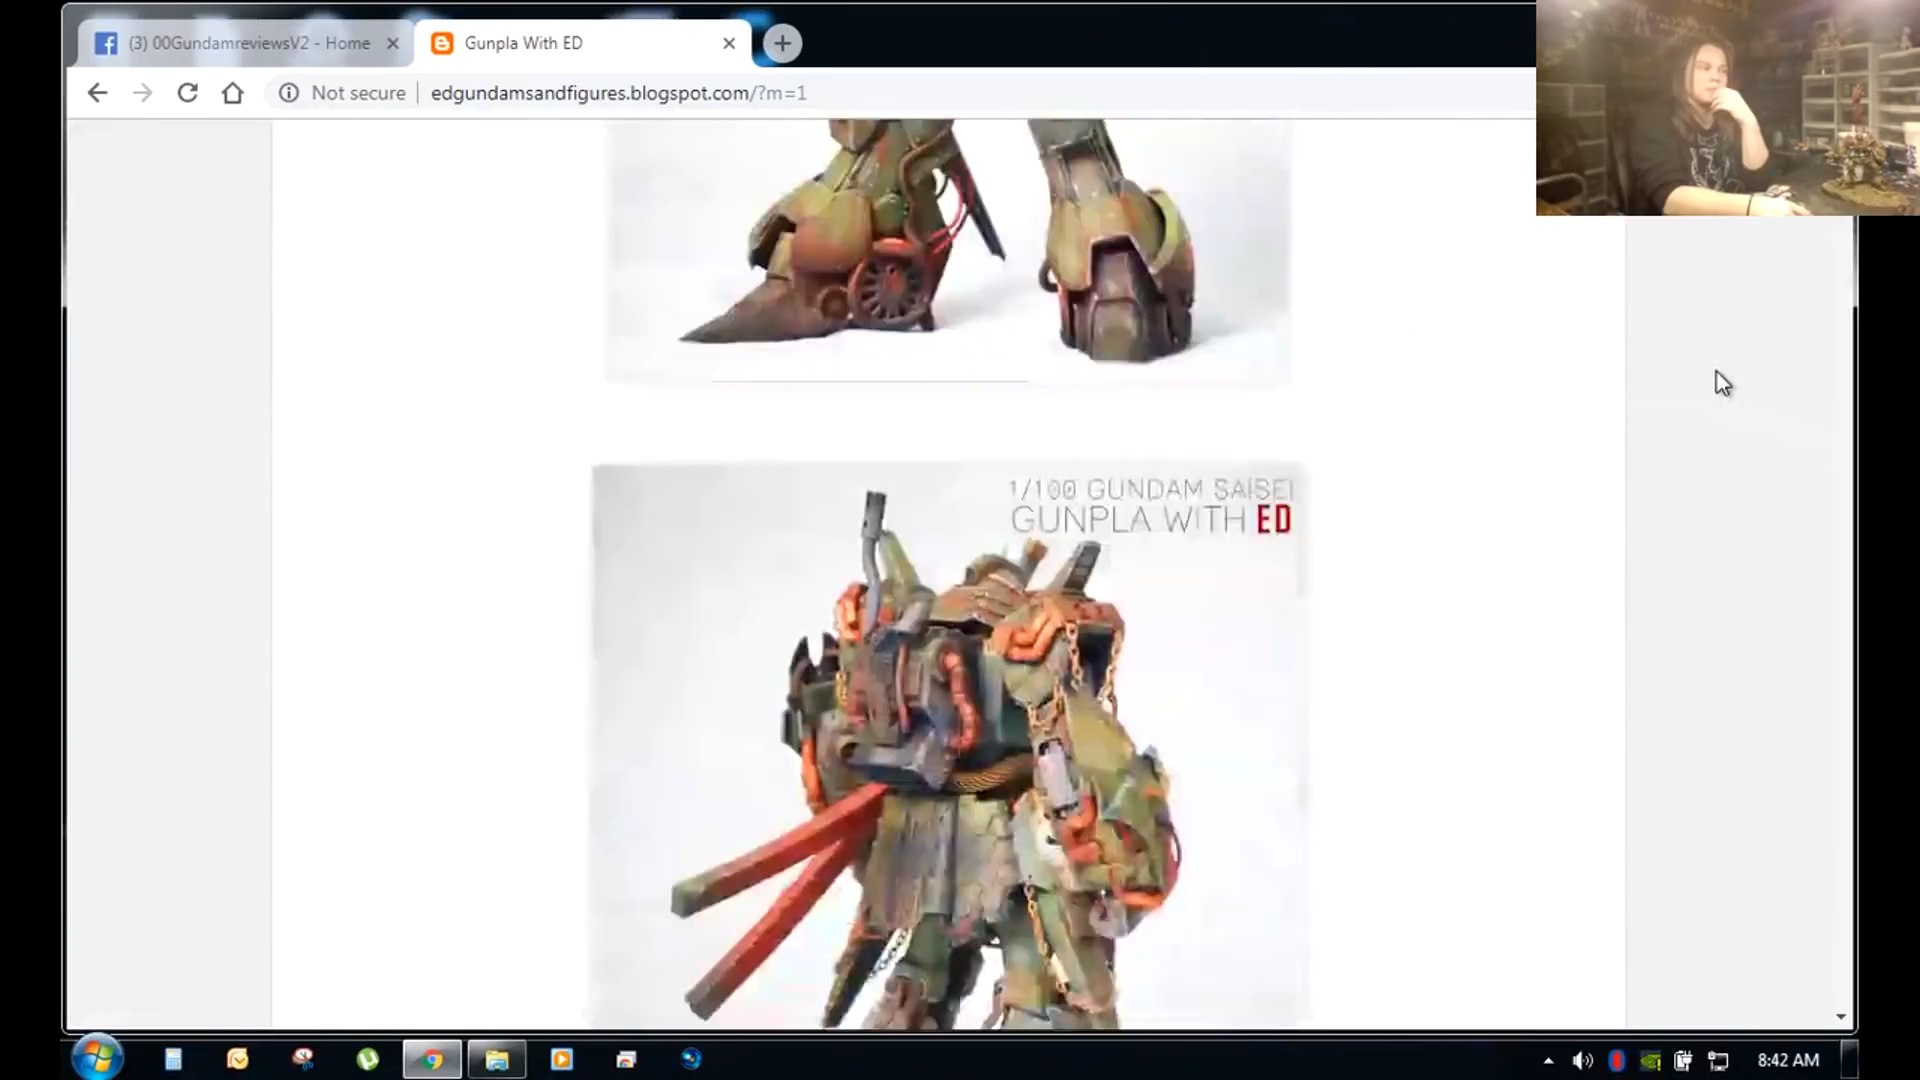 (3) 00GundamreviewsV2 - Home
Gunpla With ED
Not secure
edgundamsandfigures.blogspot.com/?m=1
1/100 GUNDAM SAISEI
GUNPLA WITH ED
8:42 AM